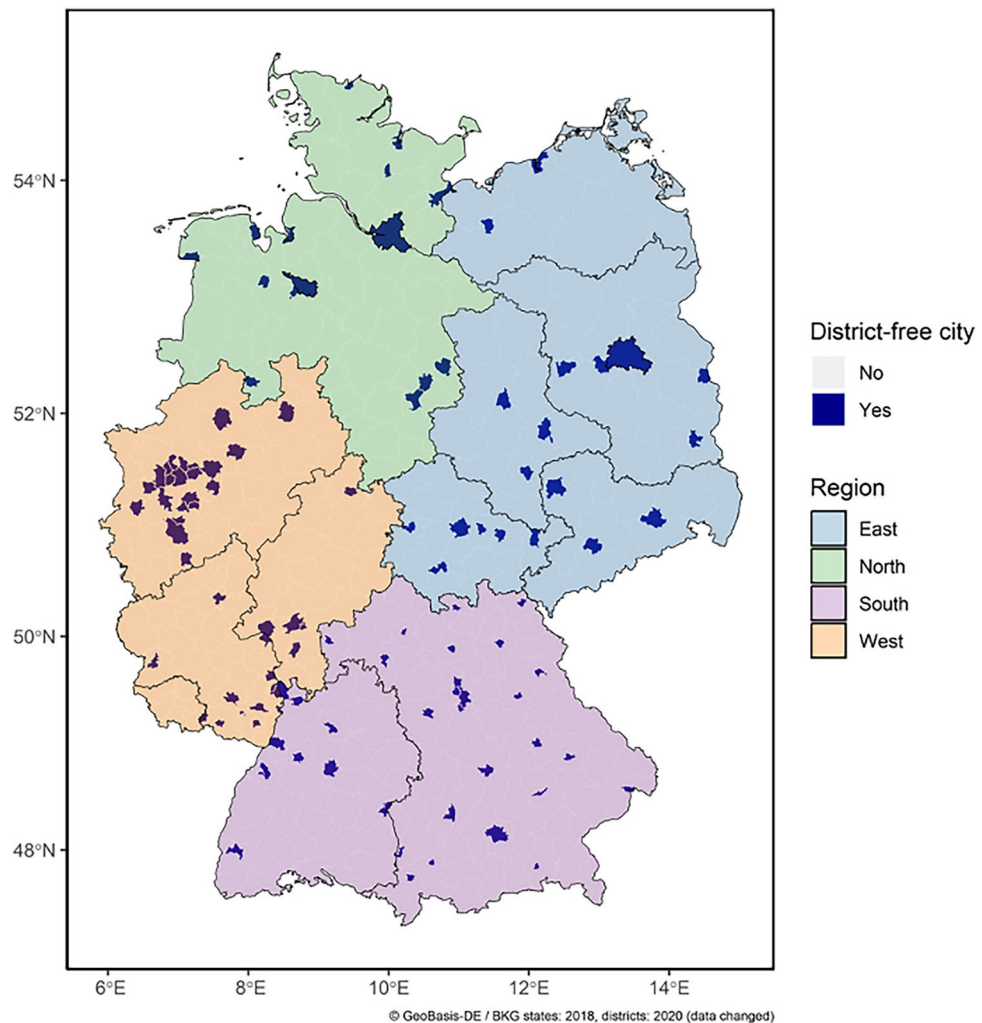 54°N
52°N
50°N
48°N
6°E
8°E
10°E
12°E
14°E
District-free city
No
Yes
Region
East
North
South
West
© GeoBasis-DE / BKG states: 2018, districts: 2020 (data changed)